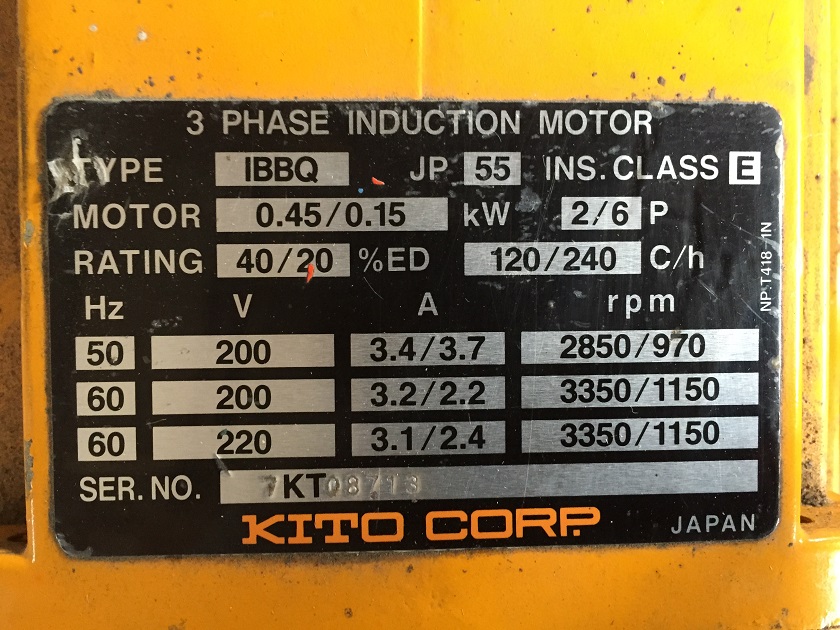 3 PHASE INDUCTION MOTOR
TYPE IBBQ JP 55 INS. CLASS E
MOTOR 0.45/0.15 kW 2/6 P
RATING 40/20 %ED 120/240 C/h
Hz V A rpm
50 200 3.4/3.7 2850/970
60 200 3.2/2.2 3350/1150
60 220 3.1/2.4 3350/1150
SER. NO. 7KT08713
KITO CORP. JAPAN
NP.T418-1N